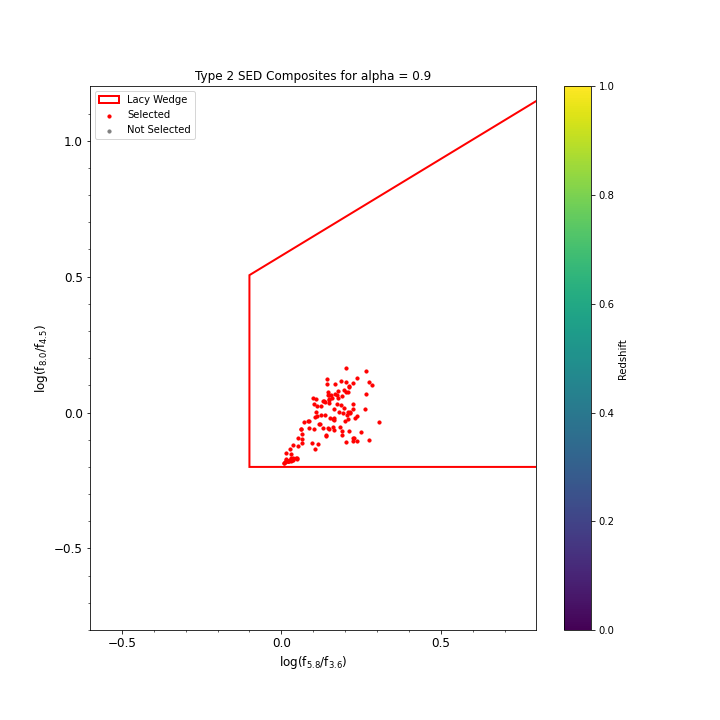 Type 2 SED Composites for alpha = 0.9
Lacy Wedge
Selected
Not Selected
1.0
0.5
0.0
−0.5
log(f8.0/f4.5)
−0.5
0.0
0.5
log(f5.8/f3.6)
1.0
0.8
0.6
0.4
0.2
0.0
Redshift